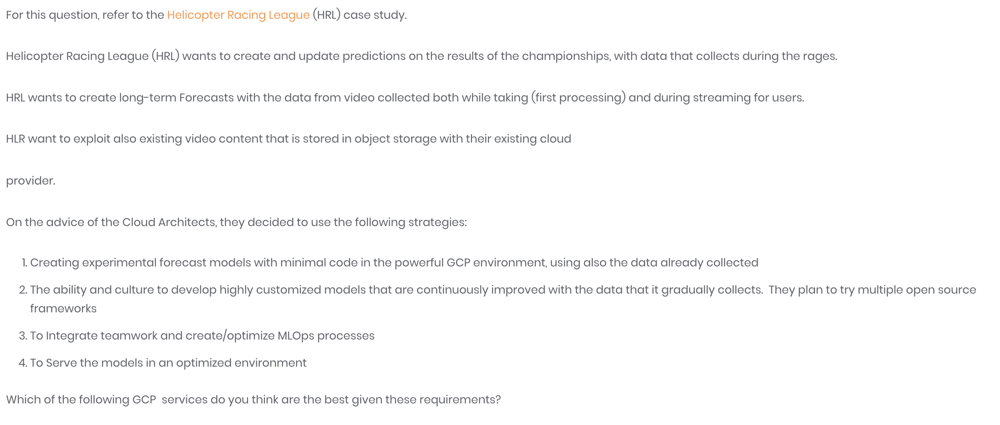 For this question, refer to the Helicopter Racing League (HRL) case study.
Helicopter Racing League (HRL) wants to create and update predictions on the results of the championships, with data that collects during the rages.
HRL wants to create long-term Forecasts with the data from video collected both while taking (first processing) and during streaming for users.
HLR want to exploit also existing video content that is stored in object storage with their existing cloud
provider.
On the advice of the Cloud Architects, they decided to use the following strategies:
1. Creating experimental forecast models with minimal code in the powerful GCP environment, using also the data already collected
2. The ability and culture to develop highly customized models that are continuously improved with the data that it gradually collects.  They plan to try multiple open source
frameworks
3. To Integrate teamwork and create/optimize MLOps processes
4. To Serve the models in an optimized environment
Which of the following GCP  services do you think are the best given these requirements?